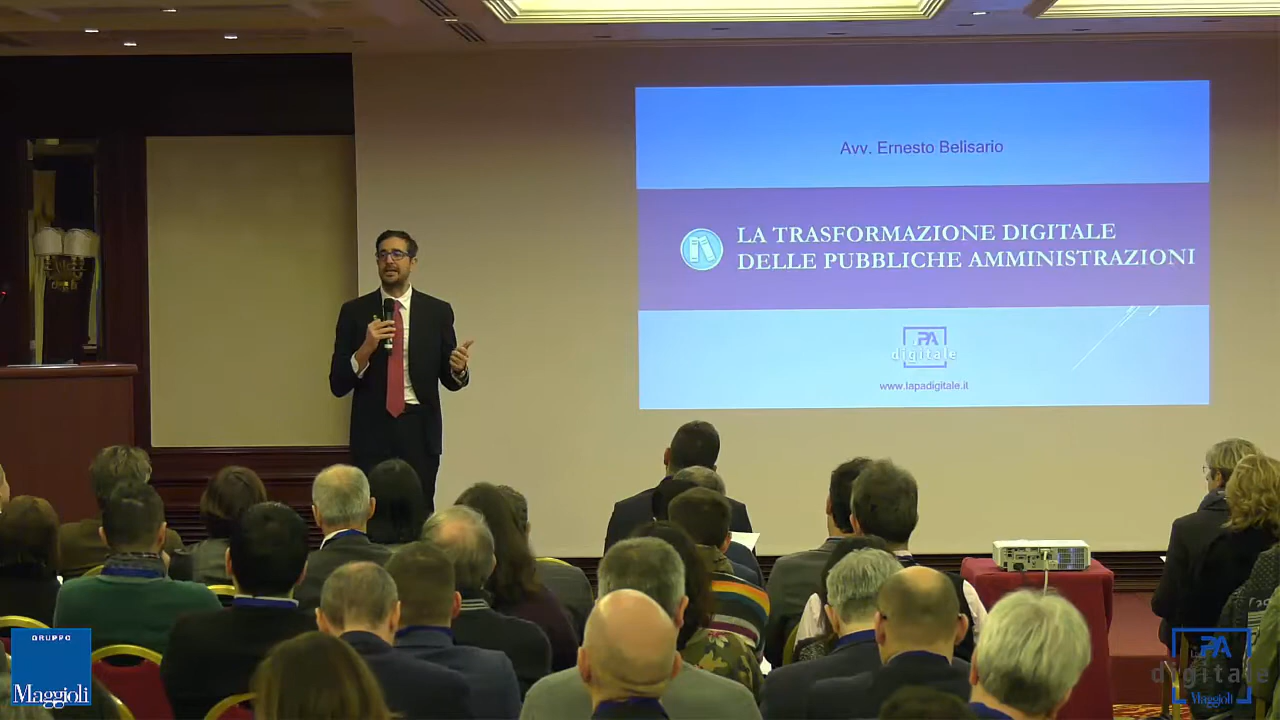 Avv. Ernesto Belisario
LA TRASFORMAZIONE DIGITALE
DELLE PUBBLICHE AMMINISTRAZIONI
PA
digitale
www.lapadigitale.it
GRUPPO
Maggioli
PA
digitale
Maggioli